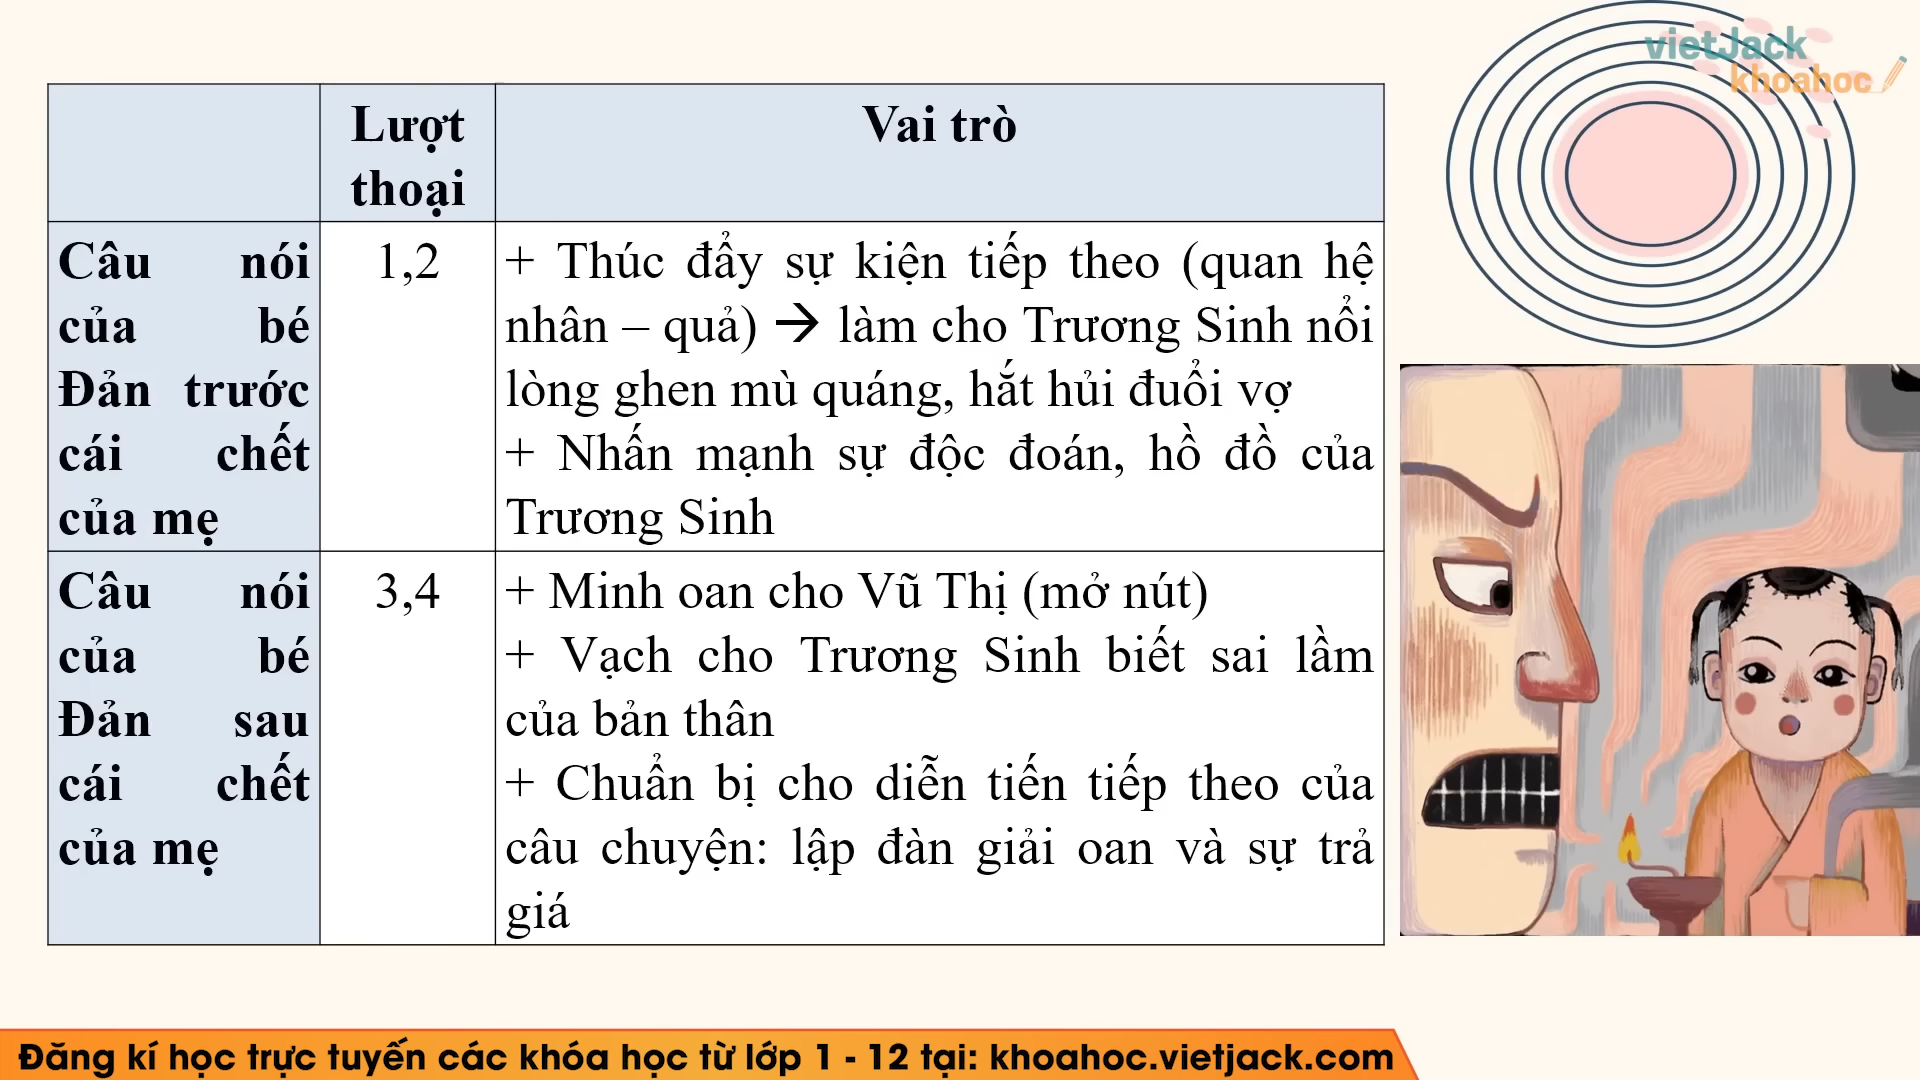 vietJack
khoahoc
Lượt
thoại
Vai trò
Câu nói
của bé
Đản trước
cái chết
của mẹ
1,2
+ Thúc đẩy sự kiện tiếp theo (quan hệ
nhân – quả) → làm cho Trương Sinh nổi
lòng ghen mù quáng, hắt hủi đuổi vợ
+ Nhấn mạnh sự độc đoán, hồ đồ của
Trương Sinh
Câu nói
của bé
Đản sau
cái chết
của mẹ
3,4
+ Minh oan cho Vũ Thị (mở nút)
+ Vạch cho Trương Sinh biết sai lầm
của bản thân
+ Chuẩn bị cho diễn tiến tiếp theo của
câu chuyện: lập đàn giải oan và sự trả
giá
Đăng kí học trực tuyến các khóa học từ lớp 1 - 12 tại: khoahoc.vietjack.com